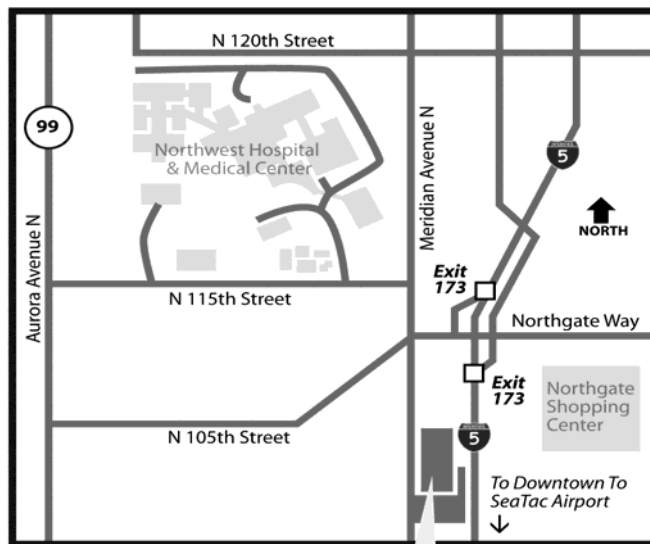 N 120th Street
99
Northwest Hospital
& Medical Center
Meridian Avenue N
Aurora Avenue N
5
NORTH
Exit
173
N 115th Street
Northgate Way
Exit
173
Northgate
Shopping
Center
N 105th Street
5
To Downtown To
SeaTac Airport